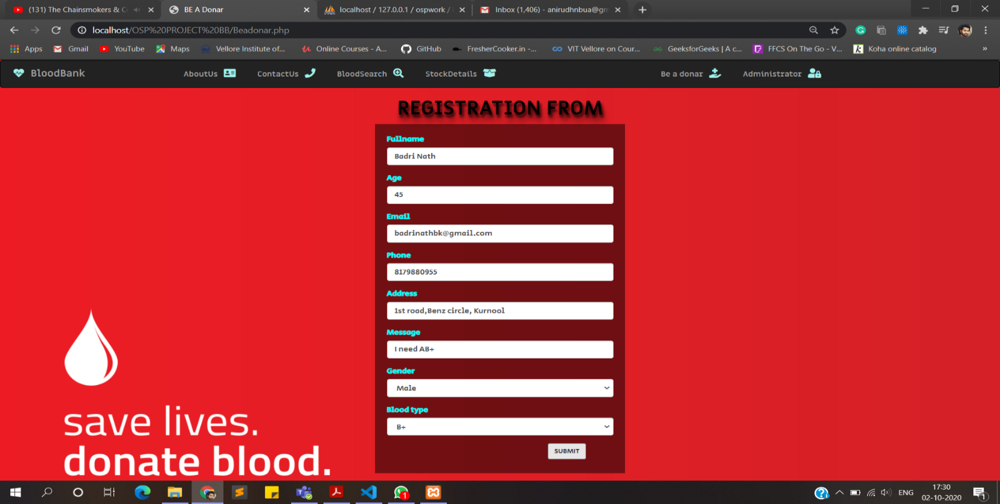 (131) The Chainsmokers & C
BE A Donar
localhost / 127.0.0.1 / ospwork /
Inbox (1,406) - anirudhnbua@gm
localhost/OSP%20PROJECT%20BB/Beadonar.php
Apps
Gmail
YouTube
Maps
Vellore Institute of...
Online Courses - A...
GitHub
FresherCooker.in -...
VIT Vellore on Cour...
GeeksforGeeks | A c...
FFCS On The Go - V...
Koha online catalog
»
BloodBank
AboutUs
ContactUs
BloodSearch
StockDetails
Be a donar
Administrator
REGISTRATION FROM
Fullname
Badri Nath
Age
45
Email
badrinathbk@gmail.com
Phone
8179880955
Address
1st road,Benz circle, Kurnool
Message
I need AB+
Gender
Male
Blood type
B+
SUBMIT
save lives.
donate blood.
1
ENG
17:30
02-10-2020
1